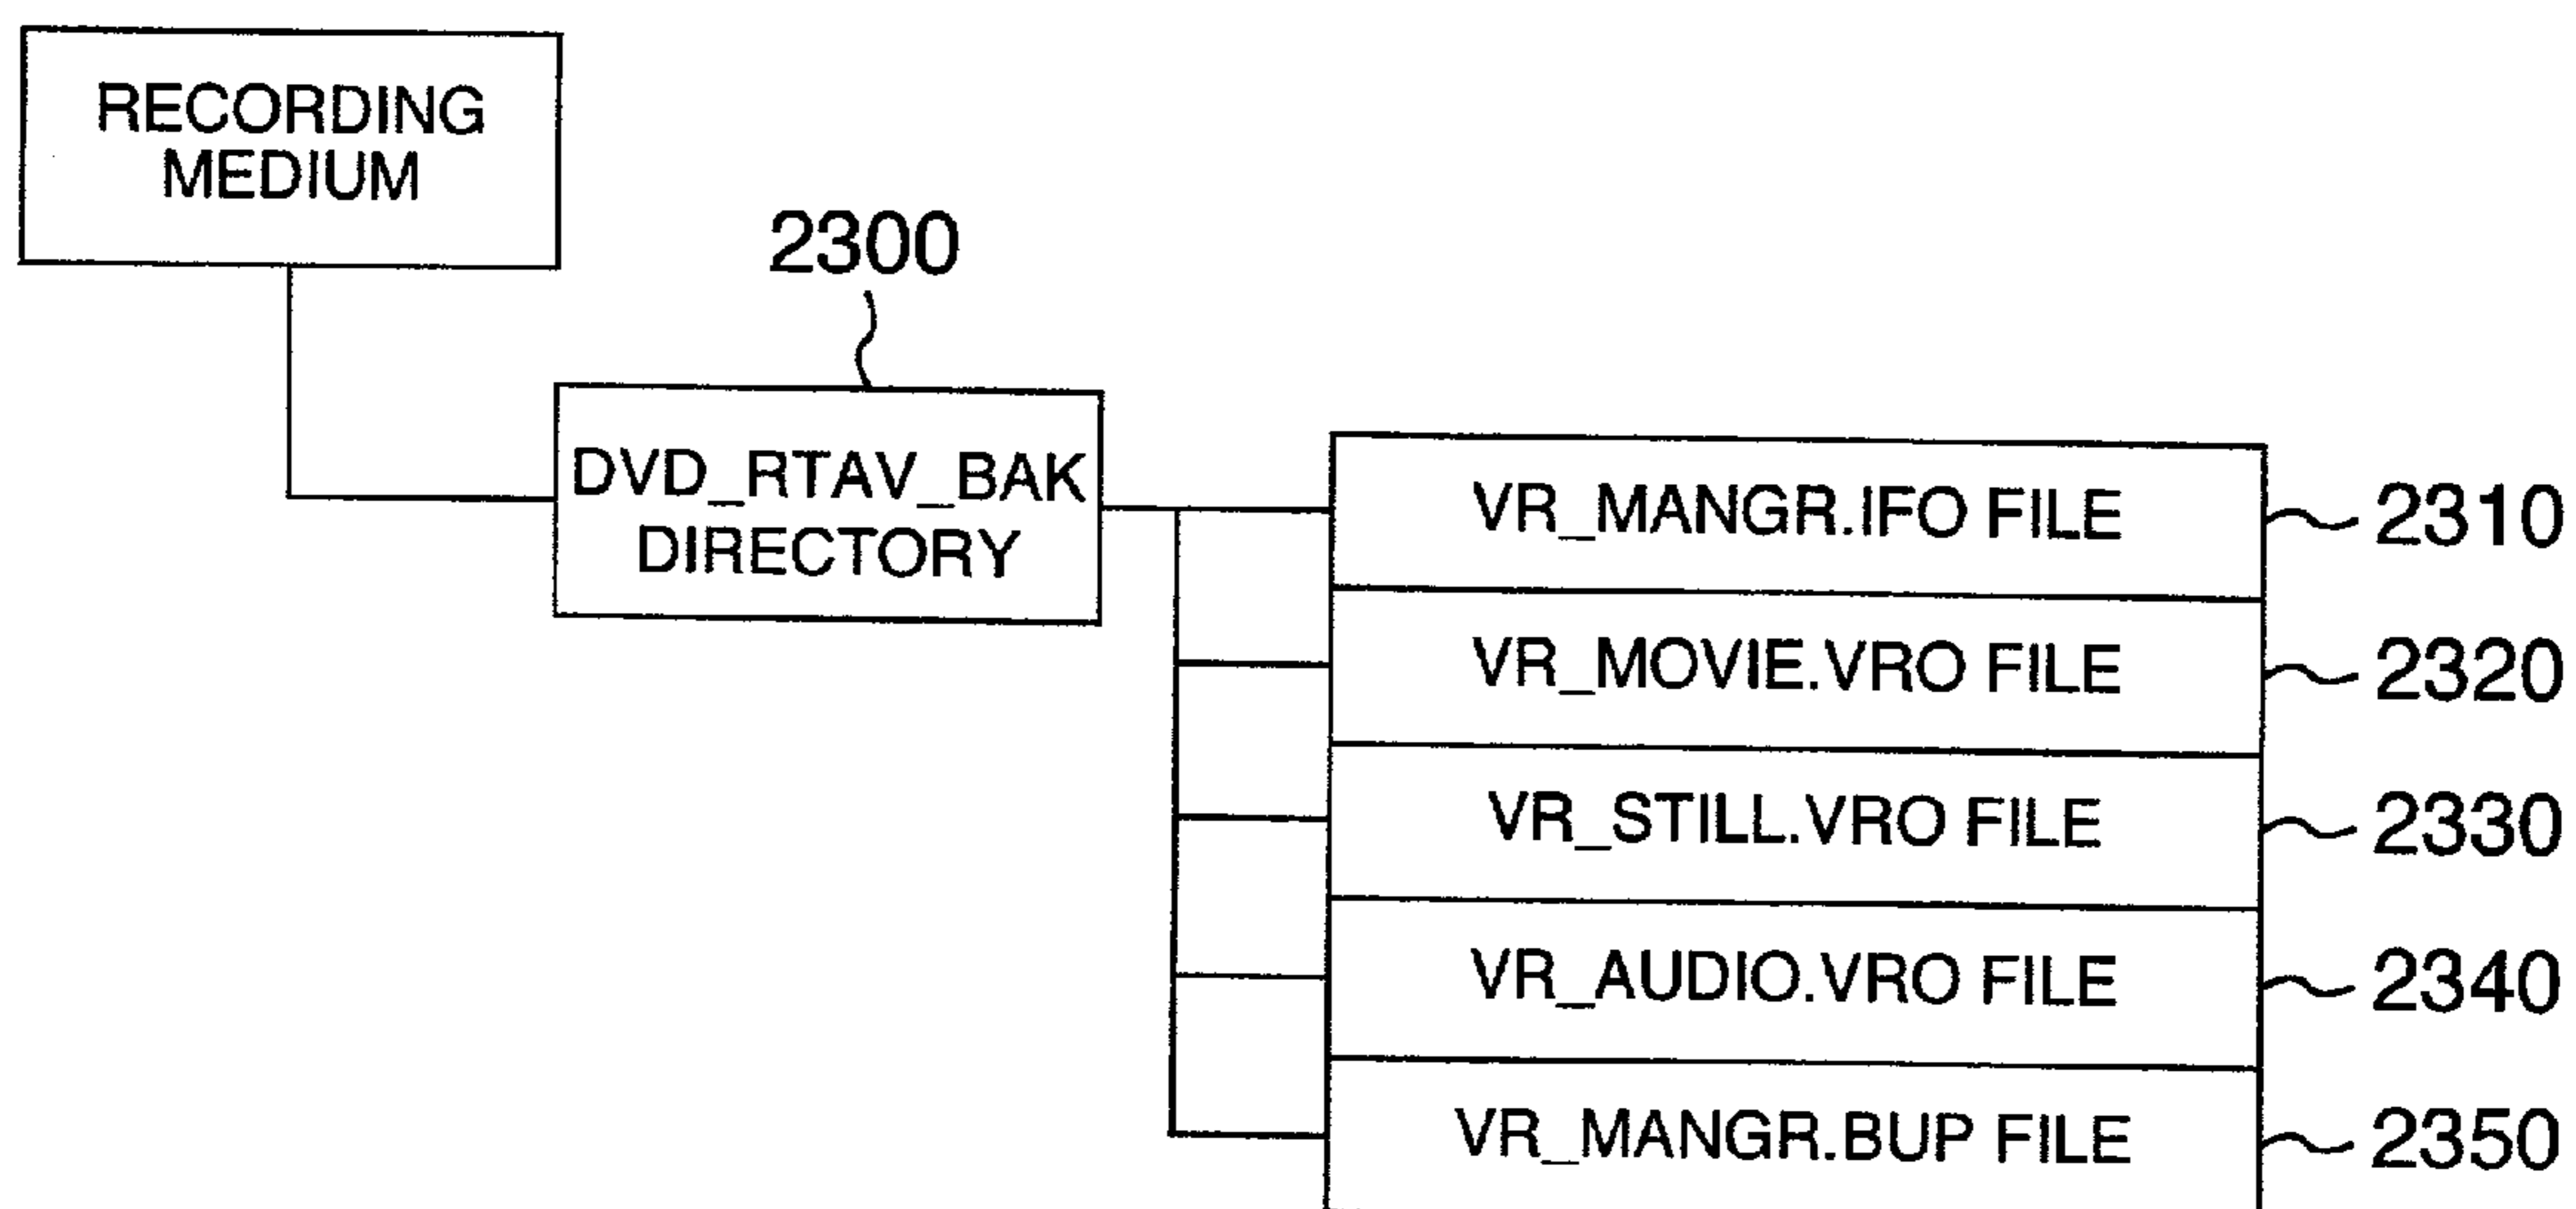 RECORDING
MEDIUM
2300
DVD_RTAV_BAK
DIRECTORY
VR_MANGR.IFO FILE
2310
VR_MOVIE.VRO FILE
2320
VR_STILL.VRO FILE
2330
VR_AUDIO.VRO FILE
2340
VR_MANGR.BUP FILE
2350